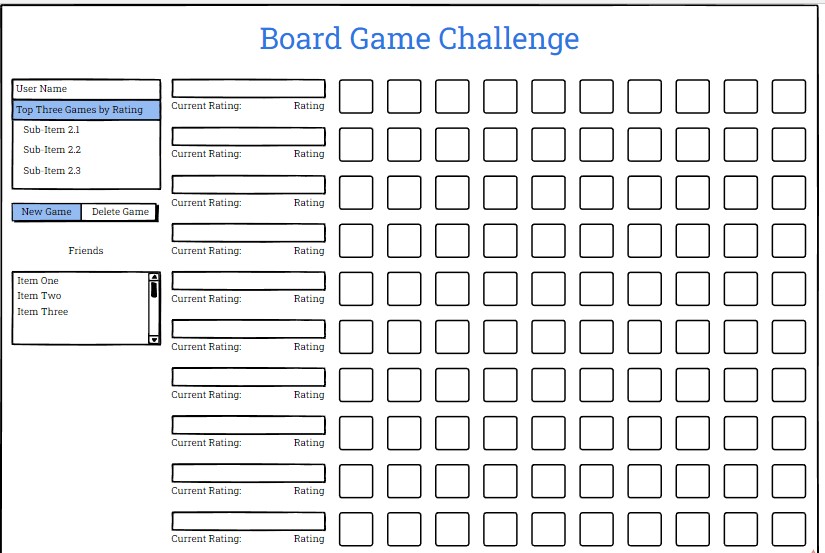 Board Game Challenge
User Name
Top Three Games by Rating
Sub-Item 2.1
Sub-Item 2.2
Sub-Item 2.3
New Game Delete Game
Friends
Item One
Item Two
Item Three
Current Rating: Rating
Current Rating: Rating
Current Rating: Rating
Current Rating: Rating
Current Rating: Rating
Current Rating: Rating
Current Rating: Rating
Current Rating: Rating
Current Rating: Rating
Current Rating: Rating